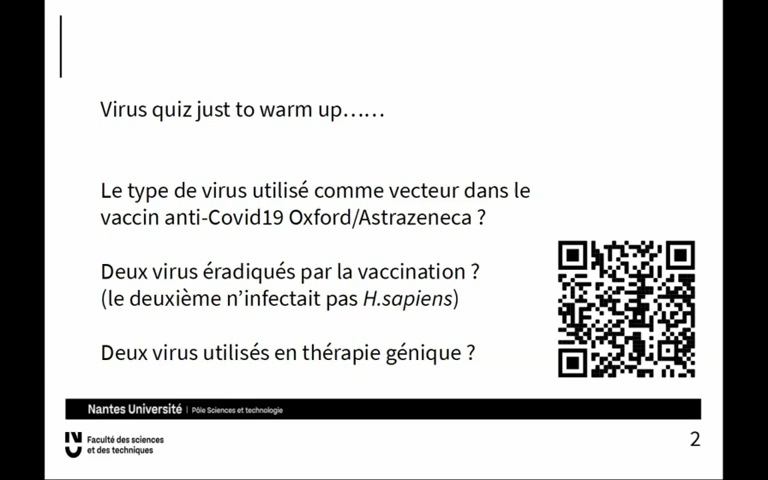 Virus quiz just to warm up……
Le type de virus utilisé comme vecteur dans le
vaccin anti-Covid19 Oxford/Astrazeneca ?
Deux virus éradiqués par la vaccination ?
(le deuxième n’infectait pas H.sapiens)
Deux virus utilisés en thérapie génique ?
Nantes Université | Pôle Sciences et technologie
Faculté des sciences
et des techniques
2